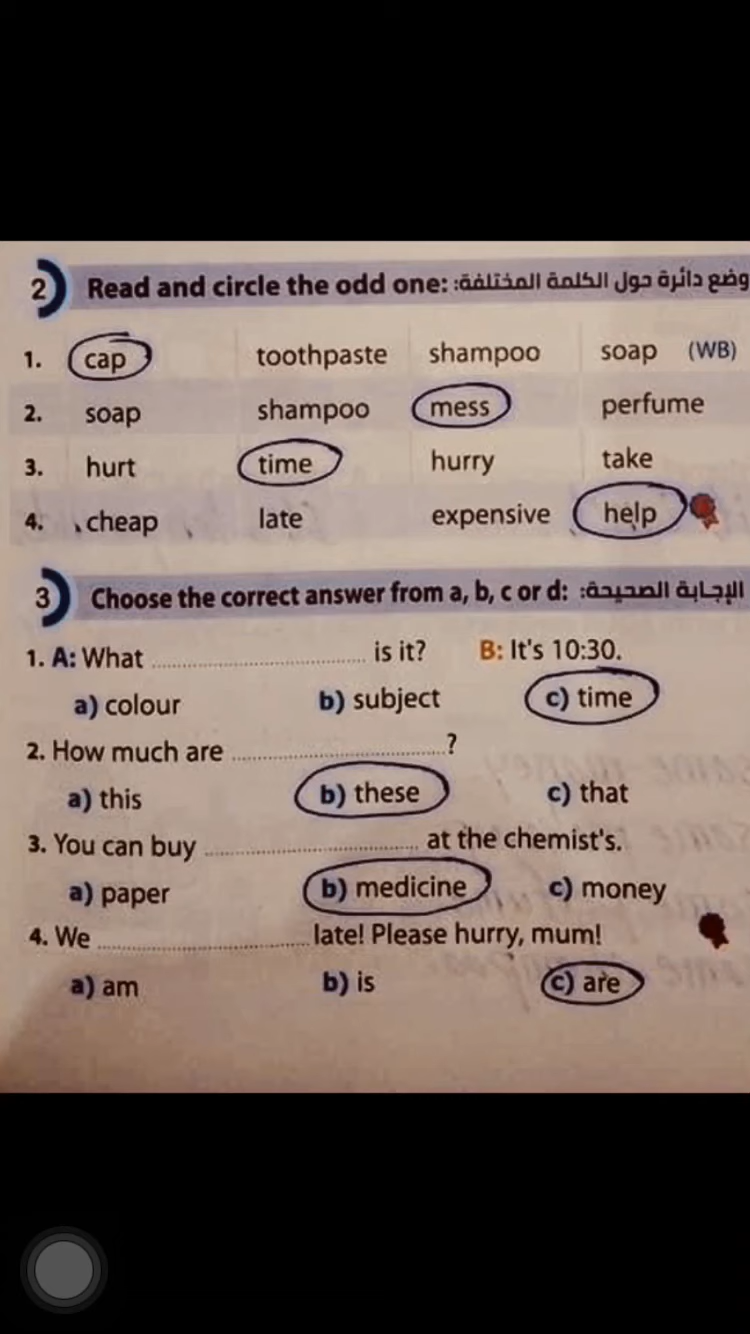 2 Read and circle the odd one: وضع دائرة حول الكلمة المختلفة:
1. cap toothpaste shampoo soap (WB)
2. soap shampoo mess perfume
3. hurt time hurry take
4. cheap late expensive help
3 Choose the correct answer from a, b, c or d: الإجابة الصحيحة:
1. A: What ........................ is it? B: It's 10:30.
a) colour b) subject c) time
2. How much are ........................?
a) this b) these c) that
3. You can buy ........................ at the chemist's.
a) paper b) medicine c) money
4. We ........................ late! Please hurry, mum!
a) am b) is c) are